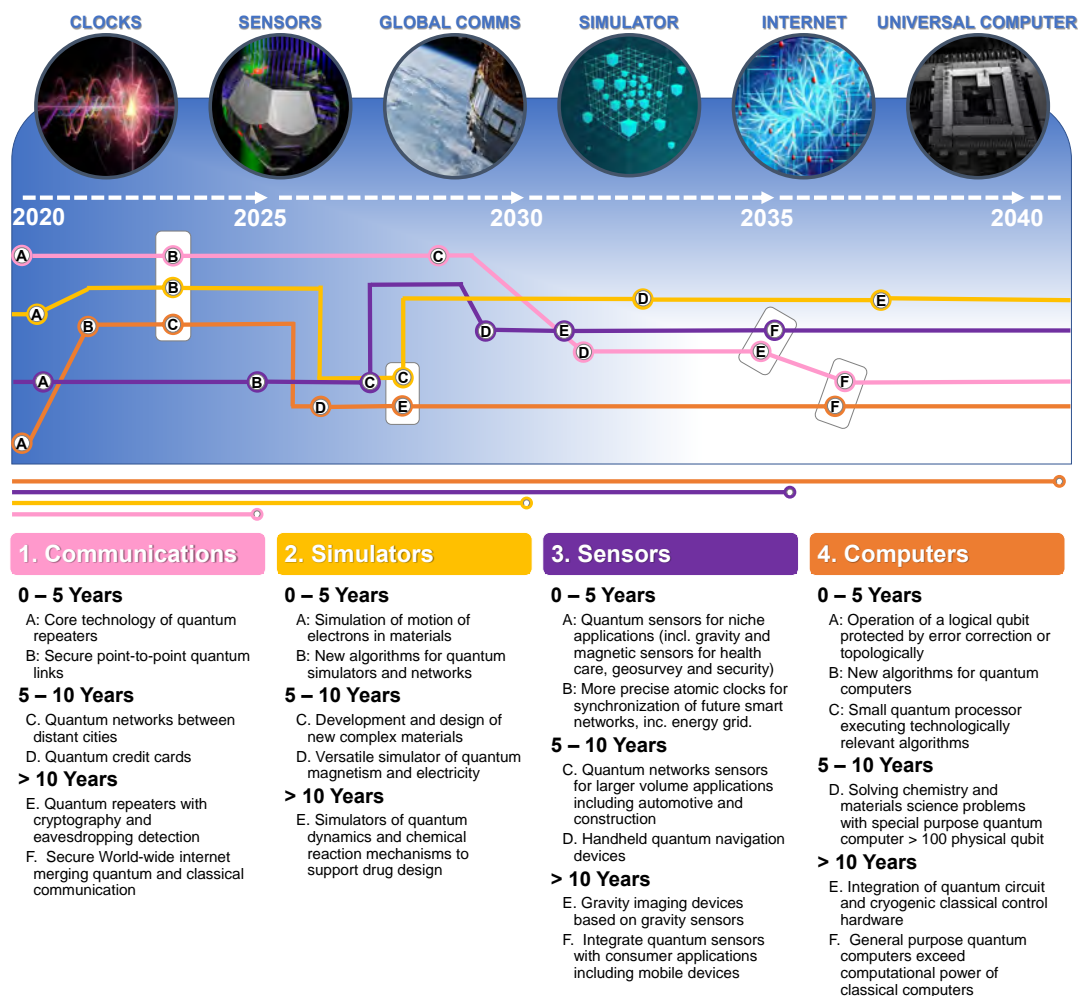 CLOCKS
SENSORS
GLOBAL COMMS
SIMULATOR
INTERNET
UNIVERSAL COMPUTER
2020
2025
2030
2035
2040
A
B
C
B
D
E
A
B
C
D
E
F
A
B
C
D
E
E
F
A
B
C
D
E
F
F
A
1. Communications
0 – 5 Years
A: Core technology of quantum
repeaters
B: Secure point-to-point quantum
links
5 – 10 Years
C. Quantum networks between
distant cities
D. Quantum credit cards
> 10 Years
E. Quantum repeaters with
cryptography and
eavesdropping detection
F. Secure World-wide internet
merging quantum and classical
communication
2. Simulators
0 – 5 Years
A: Simulation of motion of
electrons in materials
B: New algorithms for quantum
simulators and networks
5 – 10 Years
C. Development and design of
new complex materials
D. Versatile simulator of quantum
magnetism and electricity
> 10 Years
E. Simulators of quantum
dynamics and chemical
reaction mechanisms to
support drug design
3. Sensors
0 – 5 Years
A: Quantum sensors for niche
applications (incl. gravity and
magnetic sensors for health
care, geosurvey and security)
B: More precise atomic clocks for
synchronization of future smart
networks, inc. energy grid.
5 – 10 Years
C. Quantum networks sensors
for larger volume applications
including automotive and
construction
D. Handheld quantum navigation
devices
> 10 Years
E. Gravity imaging devices
based on gravity sensors
F. Integrate quantum sensors
with consumer applications
including mobile devices
4. Computers
0 – 5 Years
A: Operation of a logical qubit
protected by error correction or
topologically
B: New algorithms for quantum
computers
C: Small quantum processor
executing technologically
relevant algorithms
5 – 10 Years
D. Solving chemistry and
materials science problems
with special purpose quantum
computer > 100 physical qubit
> 10 Years
E. Integration of quantum circuit
and cryogenic classical control
hardware
F. General purpose quantum
computers exceed
computational power of
classical computers